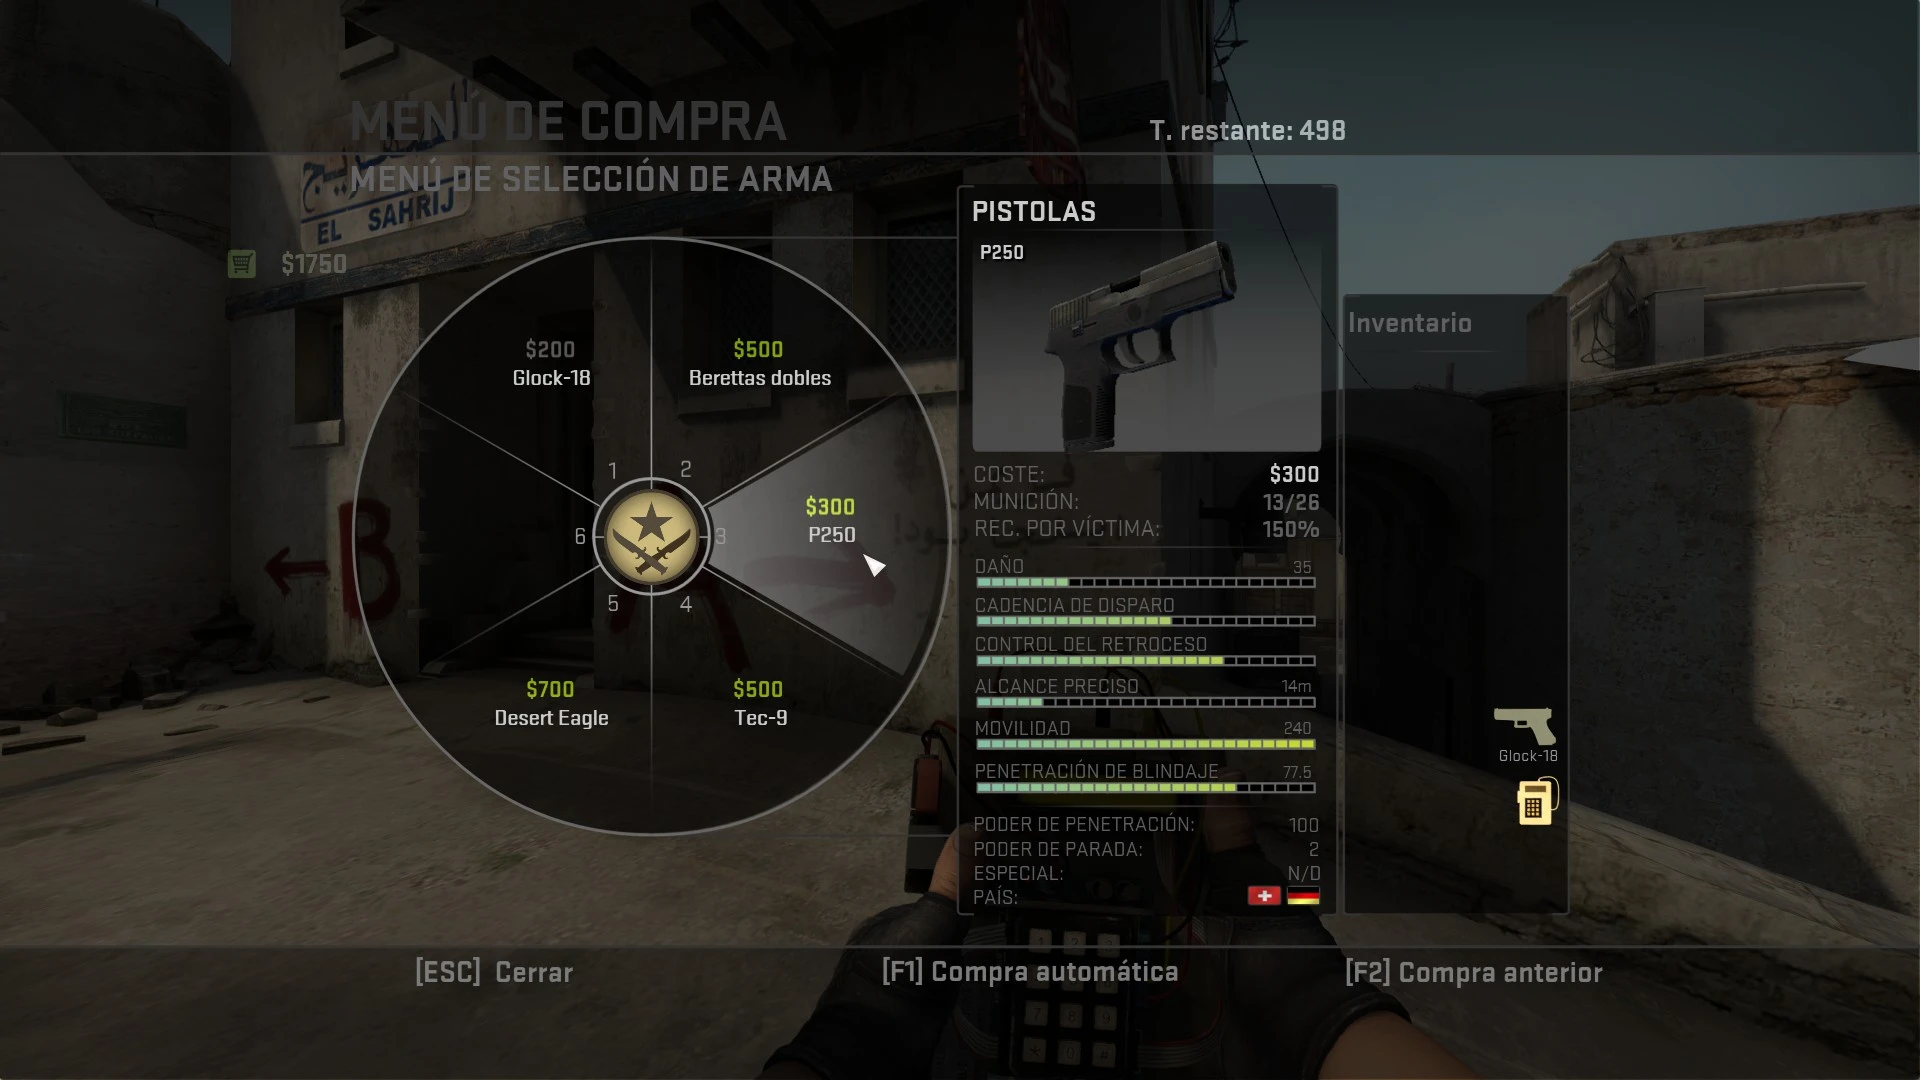 MENÚ DE COMPRA
T. restante: 498
MENÚ DE SELECCIÓN DE ARMA
EL SAHRIJ
$1750
$200
Glock-18
$500
Berettas dobles
$300
P250
$500
Tec-9
$700
Desert Eagle
1
2
3
4
5
6
B
PISTOLAS
P250
COSTE: $300
MUNICIÓN: 13/26
REC. POR VÍCTIMA: 150%
DAÑO 35
CADENCIA DE DISPARO
CONTROL DEL RETROCESO
ALCANCE PRECISO 14m
MOVILIDAD 240
PENETRACIÓN DE BLINDAJE 77.5
PODER DE PENETRACIÓN: 100
PODER DE PARADA: 2
ESPECIAL: N/D
PAÍS:
Inventario
Glock-18
[ESC] Cerrar
[F1] Compra automática
[F2] Compra anterior
7 8 9
* 0 #